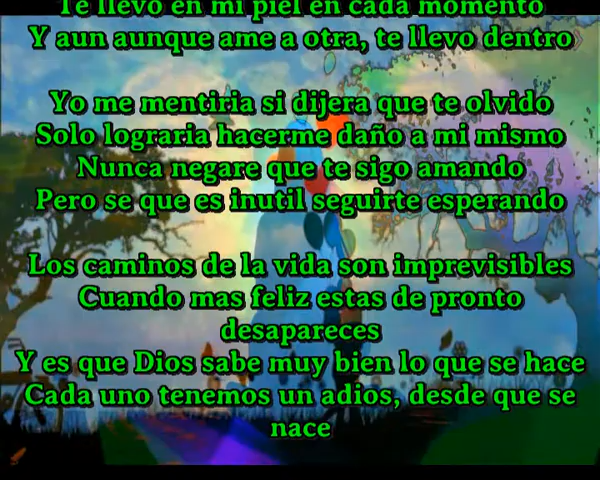 Te llevo en mi piel en cada momento
Y aun aunque ame a otra, te llevo dentro
Yo me mentiria si dijera que te olvido
Solo lograria hacerme daño a mi mismo
Nunca negare que te sigo amando
Pero se que es inutil seguirte esperando
Los caminos de la vida son imprevisibles
Cuando mas feliz estas de pronto
desapareces
Y es que Dios sabe muy bien lo que se hace
Cada uno tenemos un adios, desde que se
nace